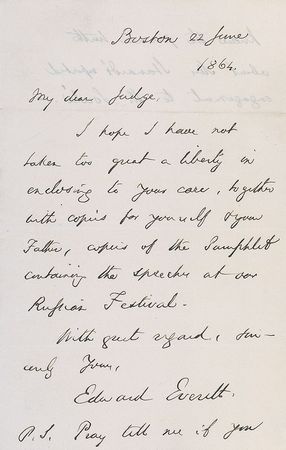 Boston 22 June
1864.
My dear Judge,
I hope I have not
taken too great a liberty in
enclosing to your care, together
with copies for yourself & your
Father, copies of the Pamphlet
containing the speeches at our
Russian Festival -
With great regard, sin-
cerely Yours,
Edward Everett.
P. S. Pray tell me if you